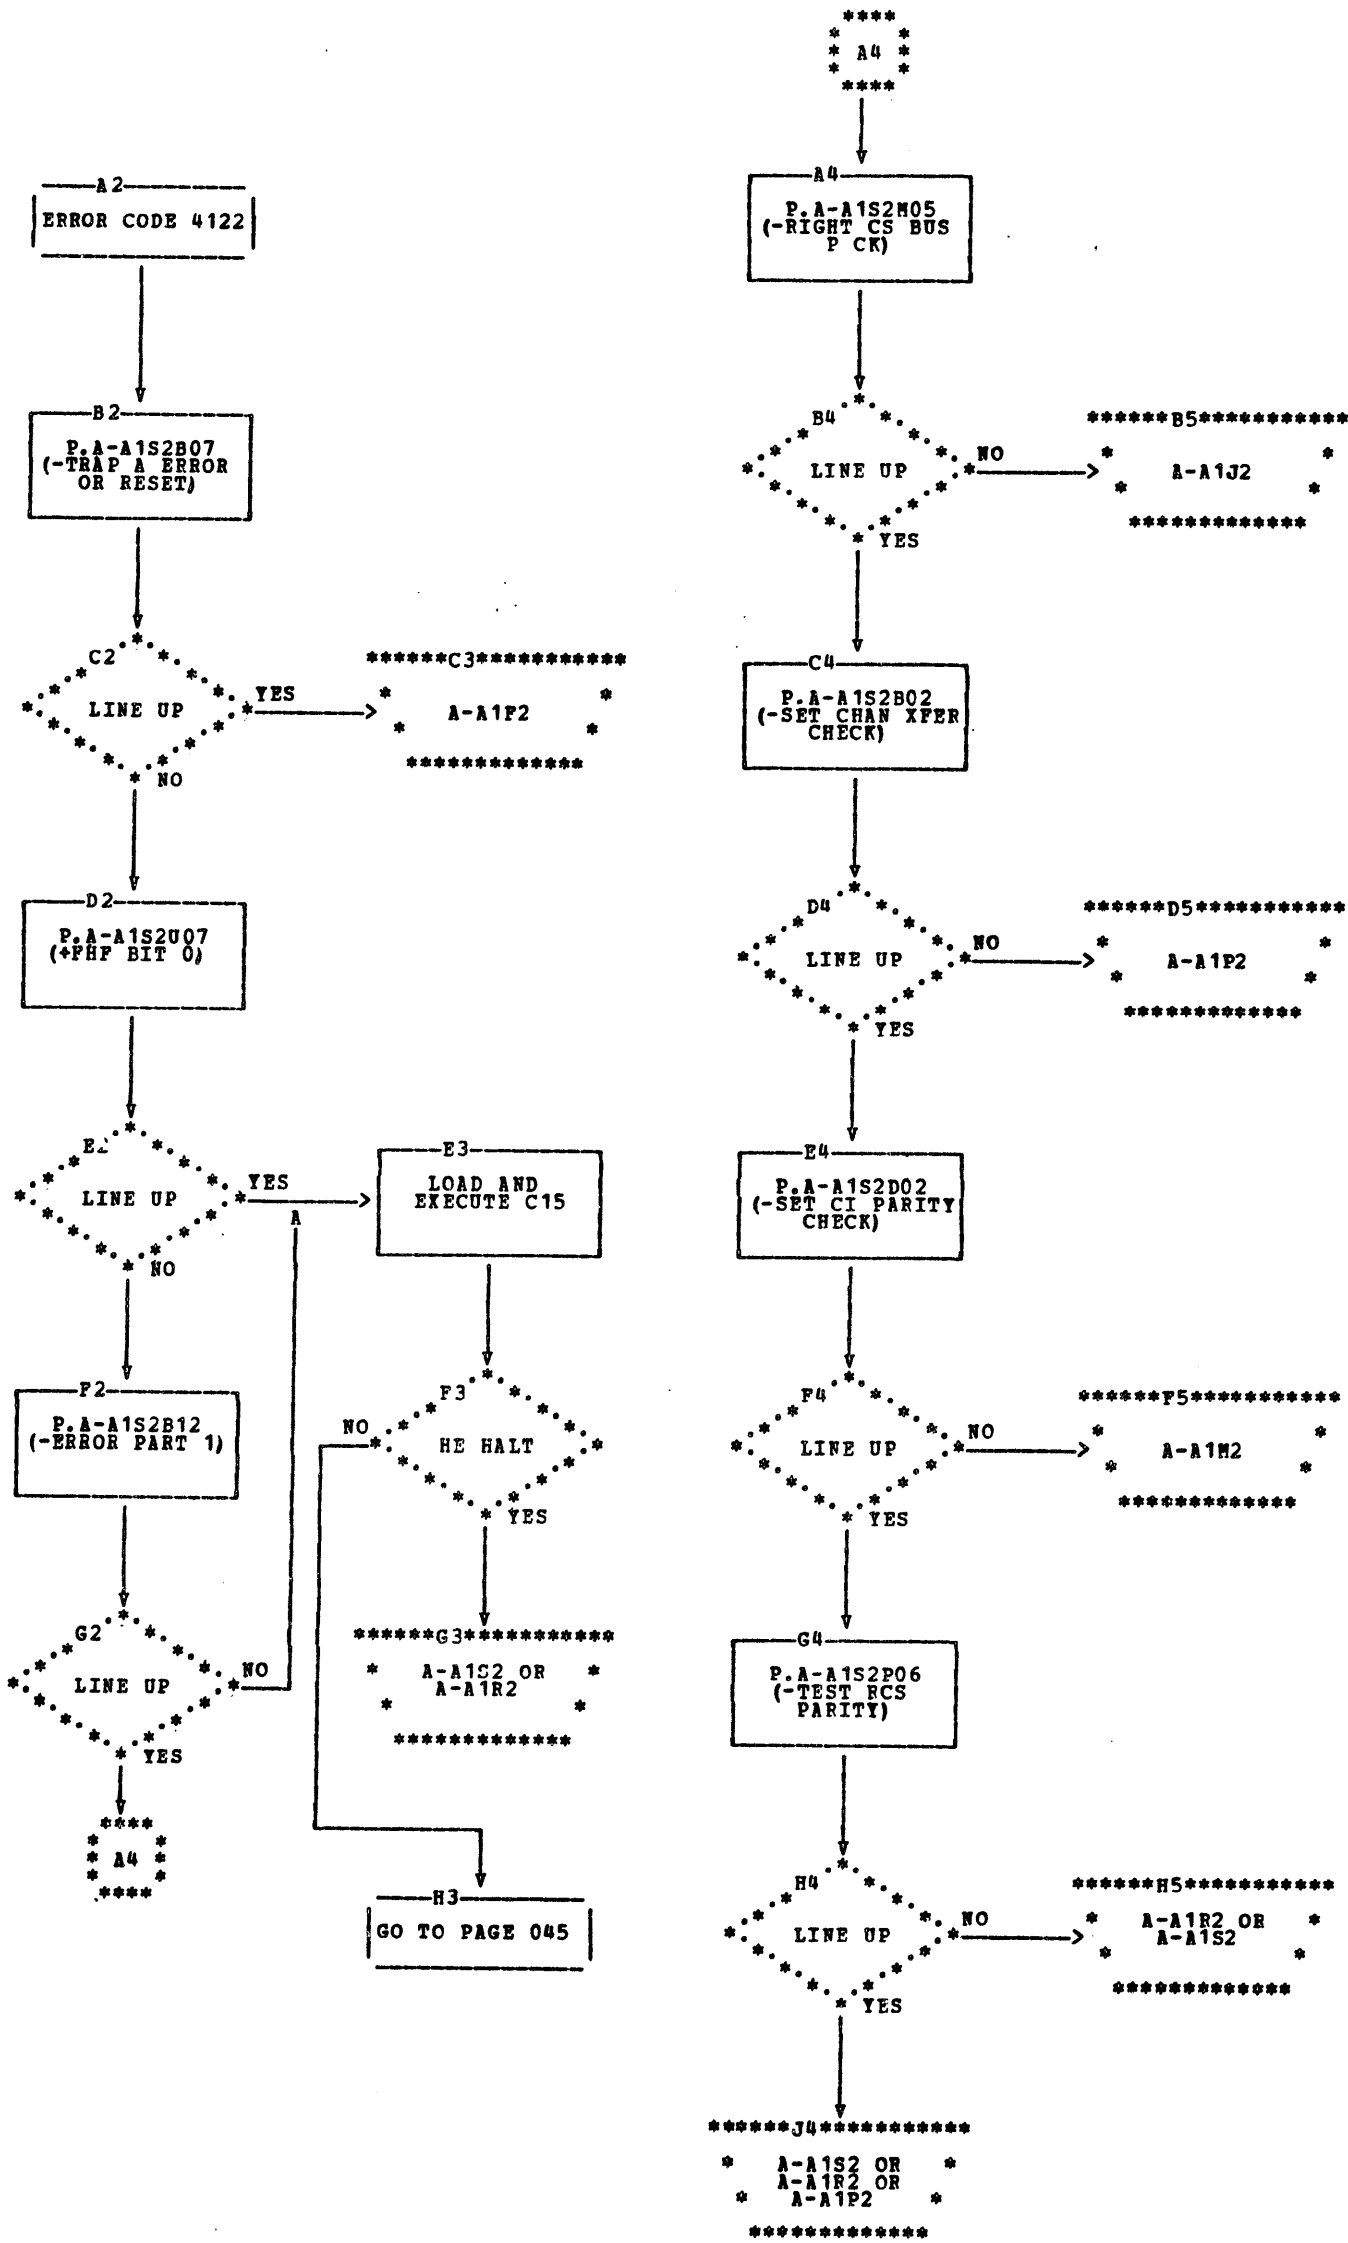 A2
ERROR CODE 4122
B2
P.A-A1S2B07
(-TRAP A ERROR
OR RESET)
C2
LINE UP
YES
NO
C3
A-A1F2
D2
P.A-A1S2U07
(+FHF BIT 0)
LINE UP
YES
NO
A
E3
LOAD AND
EXECUTE C15
F2
P.A-A1S2B12
(-ERROR PART 1)
F3
HE HALT
NO
YES
G2
LINE UP
NO
YES
G3
A-A1S2 OR
A-A1R2
A4
H3
GO TO PAGE 045
A4
A4
P.A-A1S2M05
(-RIGHT CS BUS
P CK)
B4
LINE UP
NO
YES
B5
A-A1J2
C4
P.A-A1S2B02
(-SET CHAN XFER
CHECK)
D4
LINE UP
NO
YES
D5
A-A1P2
E4
P.A-A1S2D02
(-SET CI PARITY
CHECK)
F4
LINE UP
NO
YES
F5
A-A1M2
G4
P.A-A1S2P06
(-TEST RCS
PARITY)
H4
LINE UP
NO
YES
H5
A-A1R2 OR
A-A1S2
J4
A-A1S2 OR
A-A1R2 OR
A-A1P2